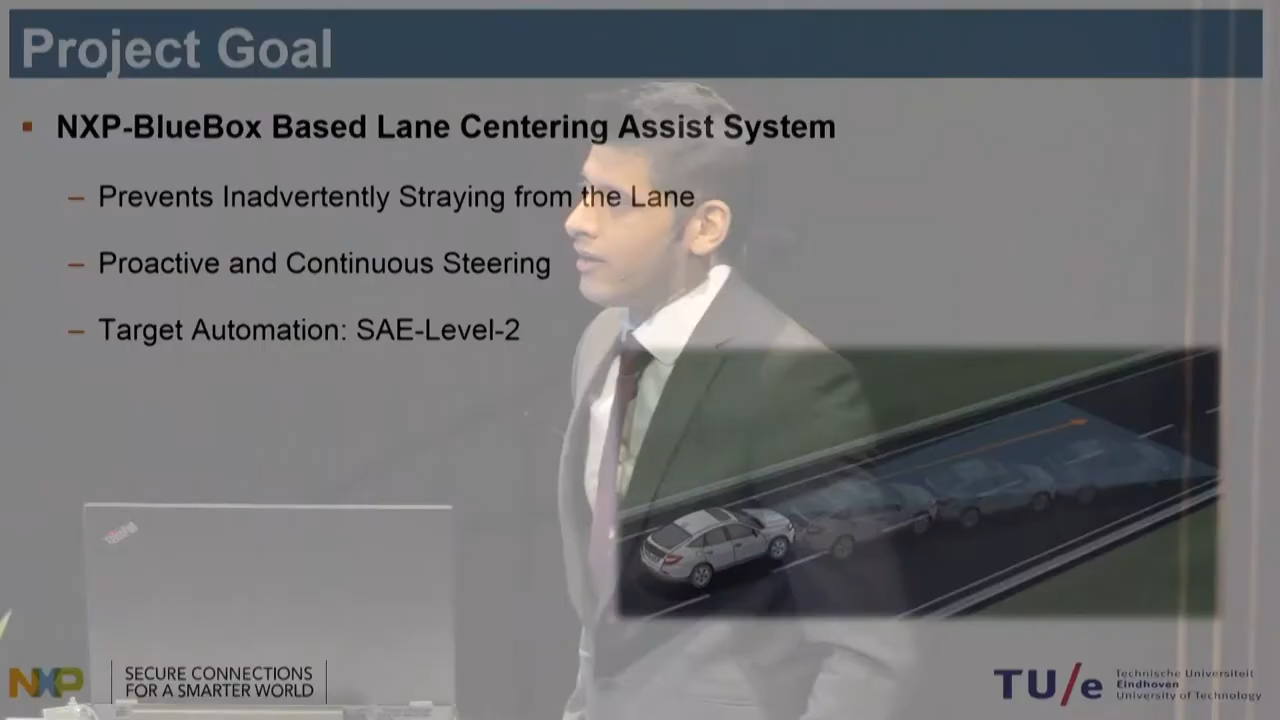 Project Goal
NXP-BlueBox Based Lane Centering Assist System
– Prevents Inadvertently Straying from the Lane
– Proactive and Continuous Steering
– Target Automation: SAE-Level-2
ThinkPad
NXP
SECURE CONNECTIONS
FOR A SMARTER WORLD
TU/e
Technische Universiteit
Eindhoven
University of Technology